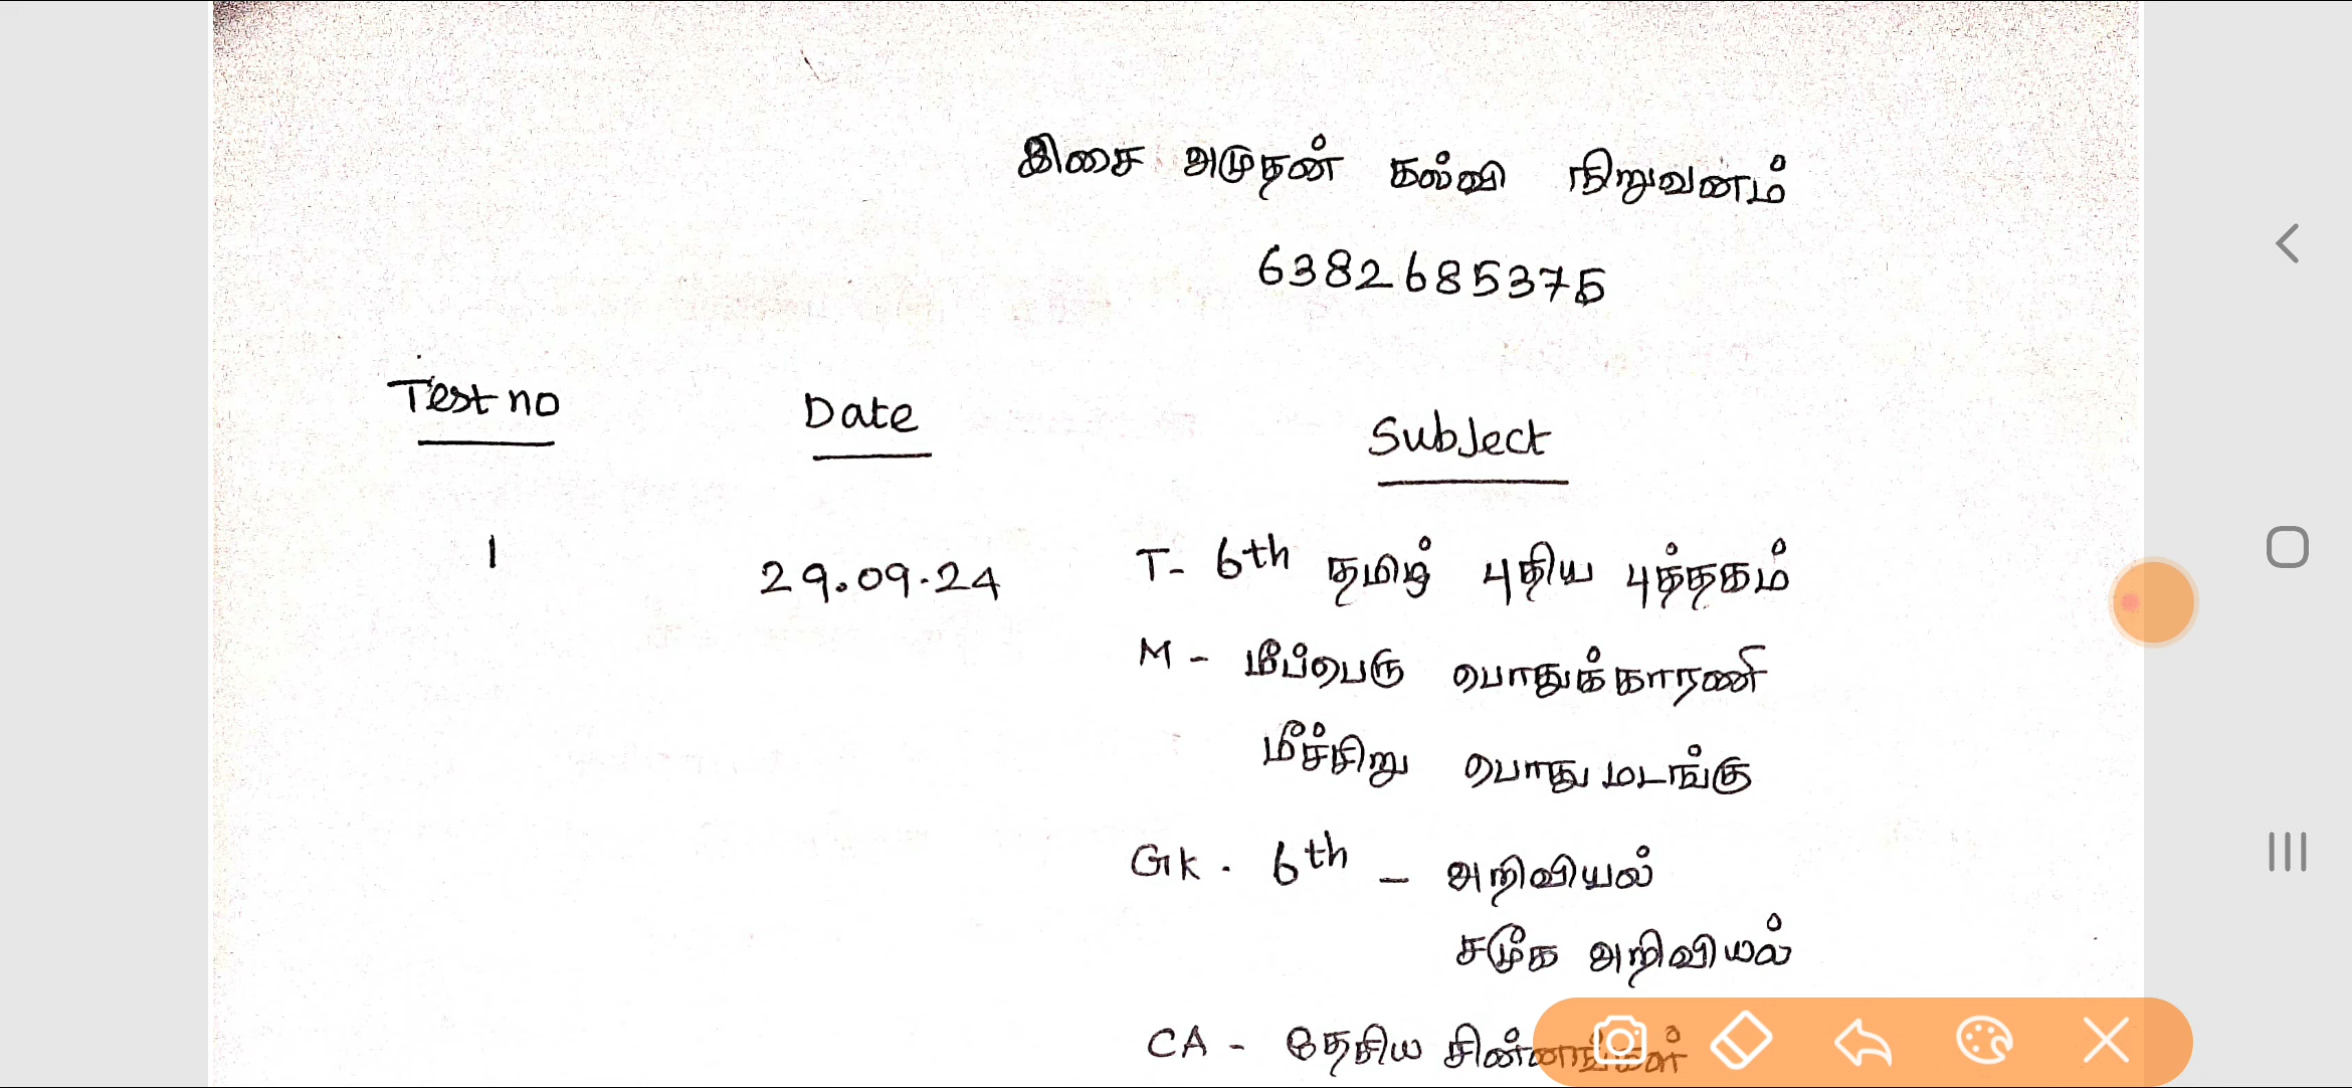 இசை அமுதன் கல்வி நிறுவனம்
6382685375
Test no Date Subject
1 29.09.24 T- 6th தமிழ் புதிய புத்தகம்
M - மீப்பெரு பொதுக்காரணி
மீச்சிறு பொது மடங்கு
Gk . 6th - அறிவியல்
சமூக அறிவியல்
CA - தேசிய சின்னங்கள்